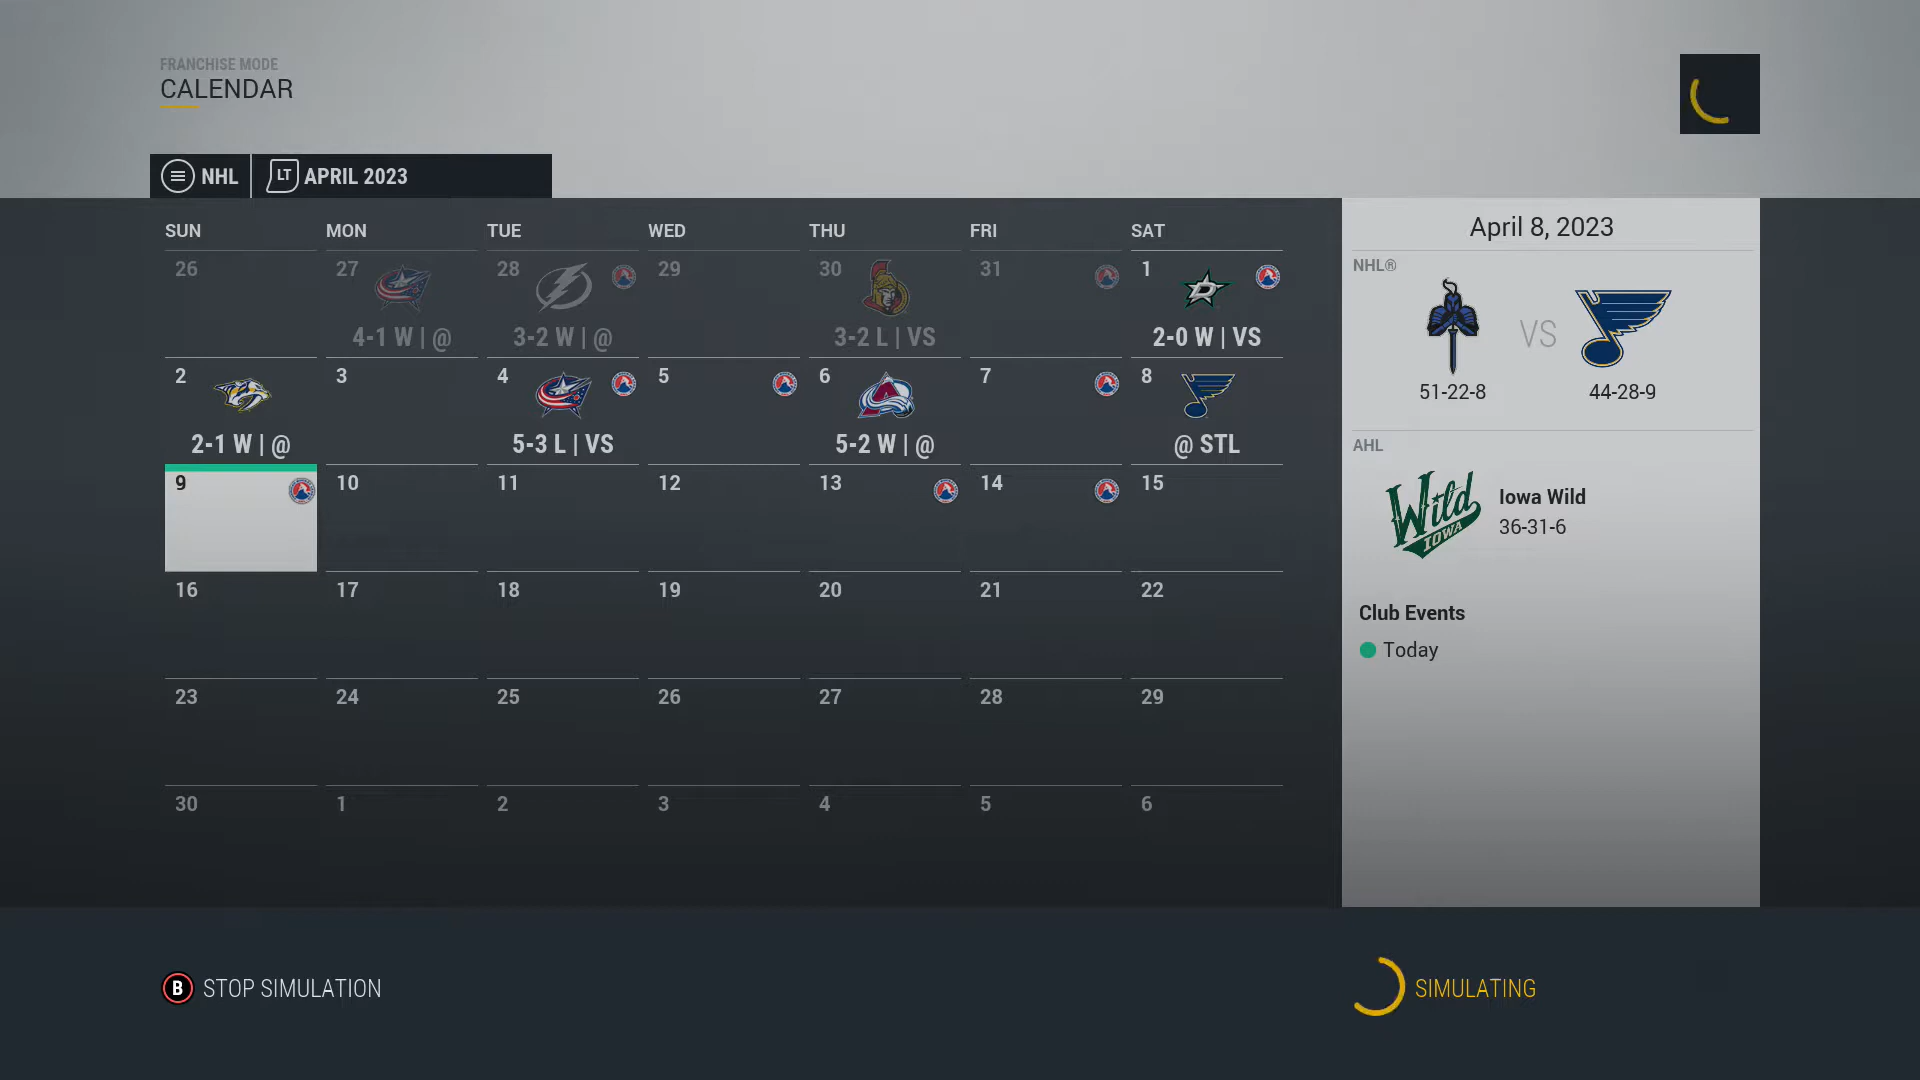 FRANCHISE MODE
CALENDAR
NHL LT APRIL 2023
SUN MON TUE WED THU FRI SAT
26 27 28 29 30 31 1
4-1 W | @ 3-2 W | @ 3-2 L | VS 2-0 W | VS
2 3 4 5 6 7 8
2-1 W | @ 5-3 L | VS 5-2 W | @ @ STL
9 10 11 12 13 14 15
16 17 18 19 20 21 22
23 24 25 26 27 28 29
30 1 2 3 4 5 6
April 8, 2023
NHL®
VS
51-22-8 44-28-9
AHL
Wild
IOWA
Iowa Wild
36-31-6
Club Events
Today
B STOP SIMULATION
SIMULATING